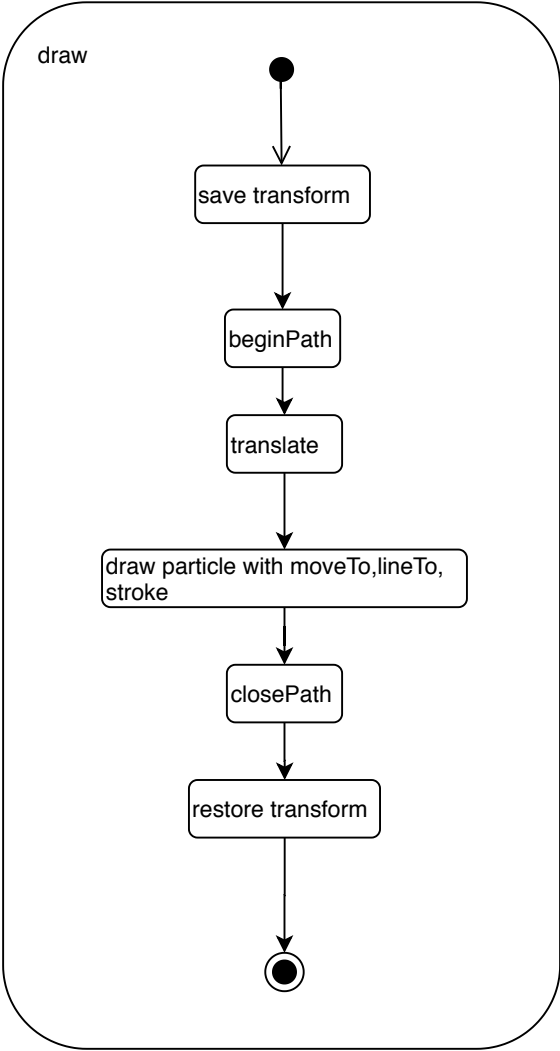 draw
save transform
beginPath
translate
draw particle with moveTo,lineTo,
stroke
closePath
restore transform